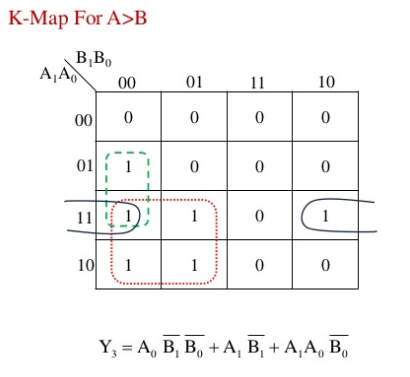 K-Map For A>B
B₁B₀
A₁A₀ 00 01 11 10
00 0 0 0 0
01 1 0 0 0
11 1 1 0 1
10 1 1 0 0
Y₃ = A₀ B̅₁ B̅₀ + A₁ B̅₁ + A₁A₀ B̅₀